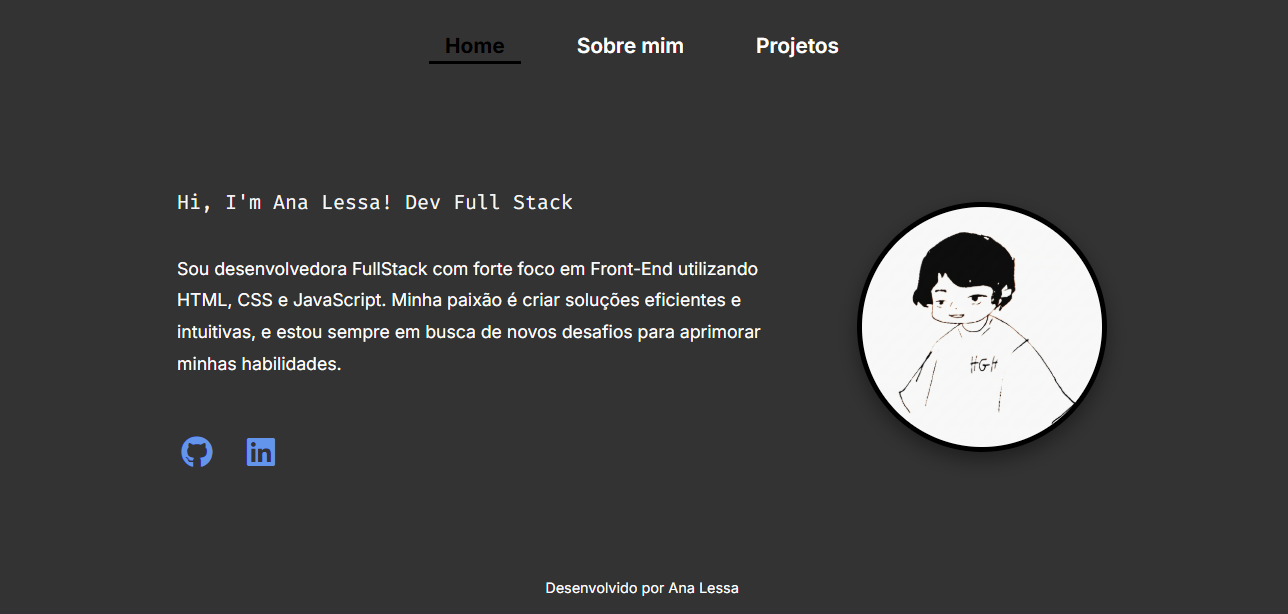 Home Sobre mim Projetos
Hi, I'm Ana Lessa! Dev Full Stack
Sou desenvolvedora FullStack com forte foco em Front-End utilizando
HTML, CSS e JavaScript. Minha paixão é criar soluções eficientes e
intuitivas, e estou sempre em busca de novos desafios para aprimorar
minhas habilidades.
HGH
in
Desenvolvido por Ana Lessa